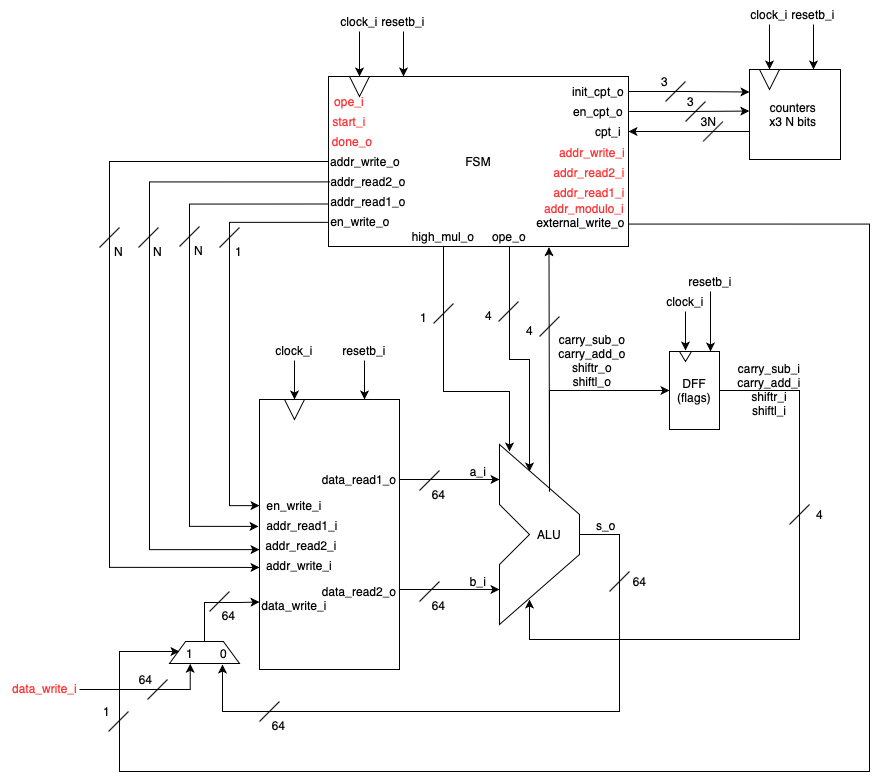 clock_i resetb_i
clock_i resetb_i
ope_i
start_i
done_o
addr_write_o
addr_read2_o
addr_read1_o
en_write_o
FSM
init_cpt_o
en_cpt_o
cpt_i
addr_write_i
addr_read2_i
addr_read1_i
addr_modulo_i
external_write_o
high_mul_o
ope_o
3
3
3N
counters
x3 N bits
N
N
N
1
1
4
4
carry_sub_o
carry_add_o
shiftr_o
shiftl_o
resetb_i
clock_i
DFF
(flags)
carry_sub_i
carry_add_i
shiftr_i
shiftl_i
4
clock_i
resetb_i
data_read1_o
en_write_i
addr_read1_i
addr_read2_i
addr_write_i
data_read2_o
data_write_i
64
a_i
64
b_i
ALU
s_o
64
64
1 0
data_write_i
64
1
64